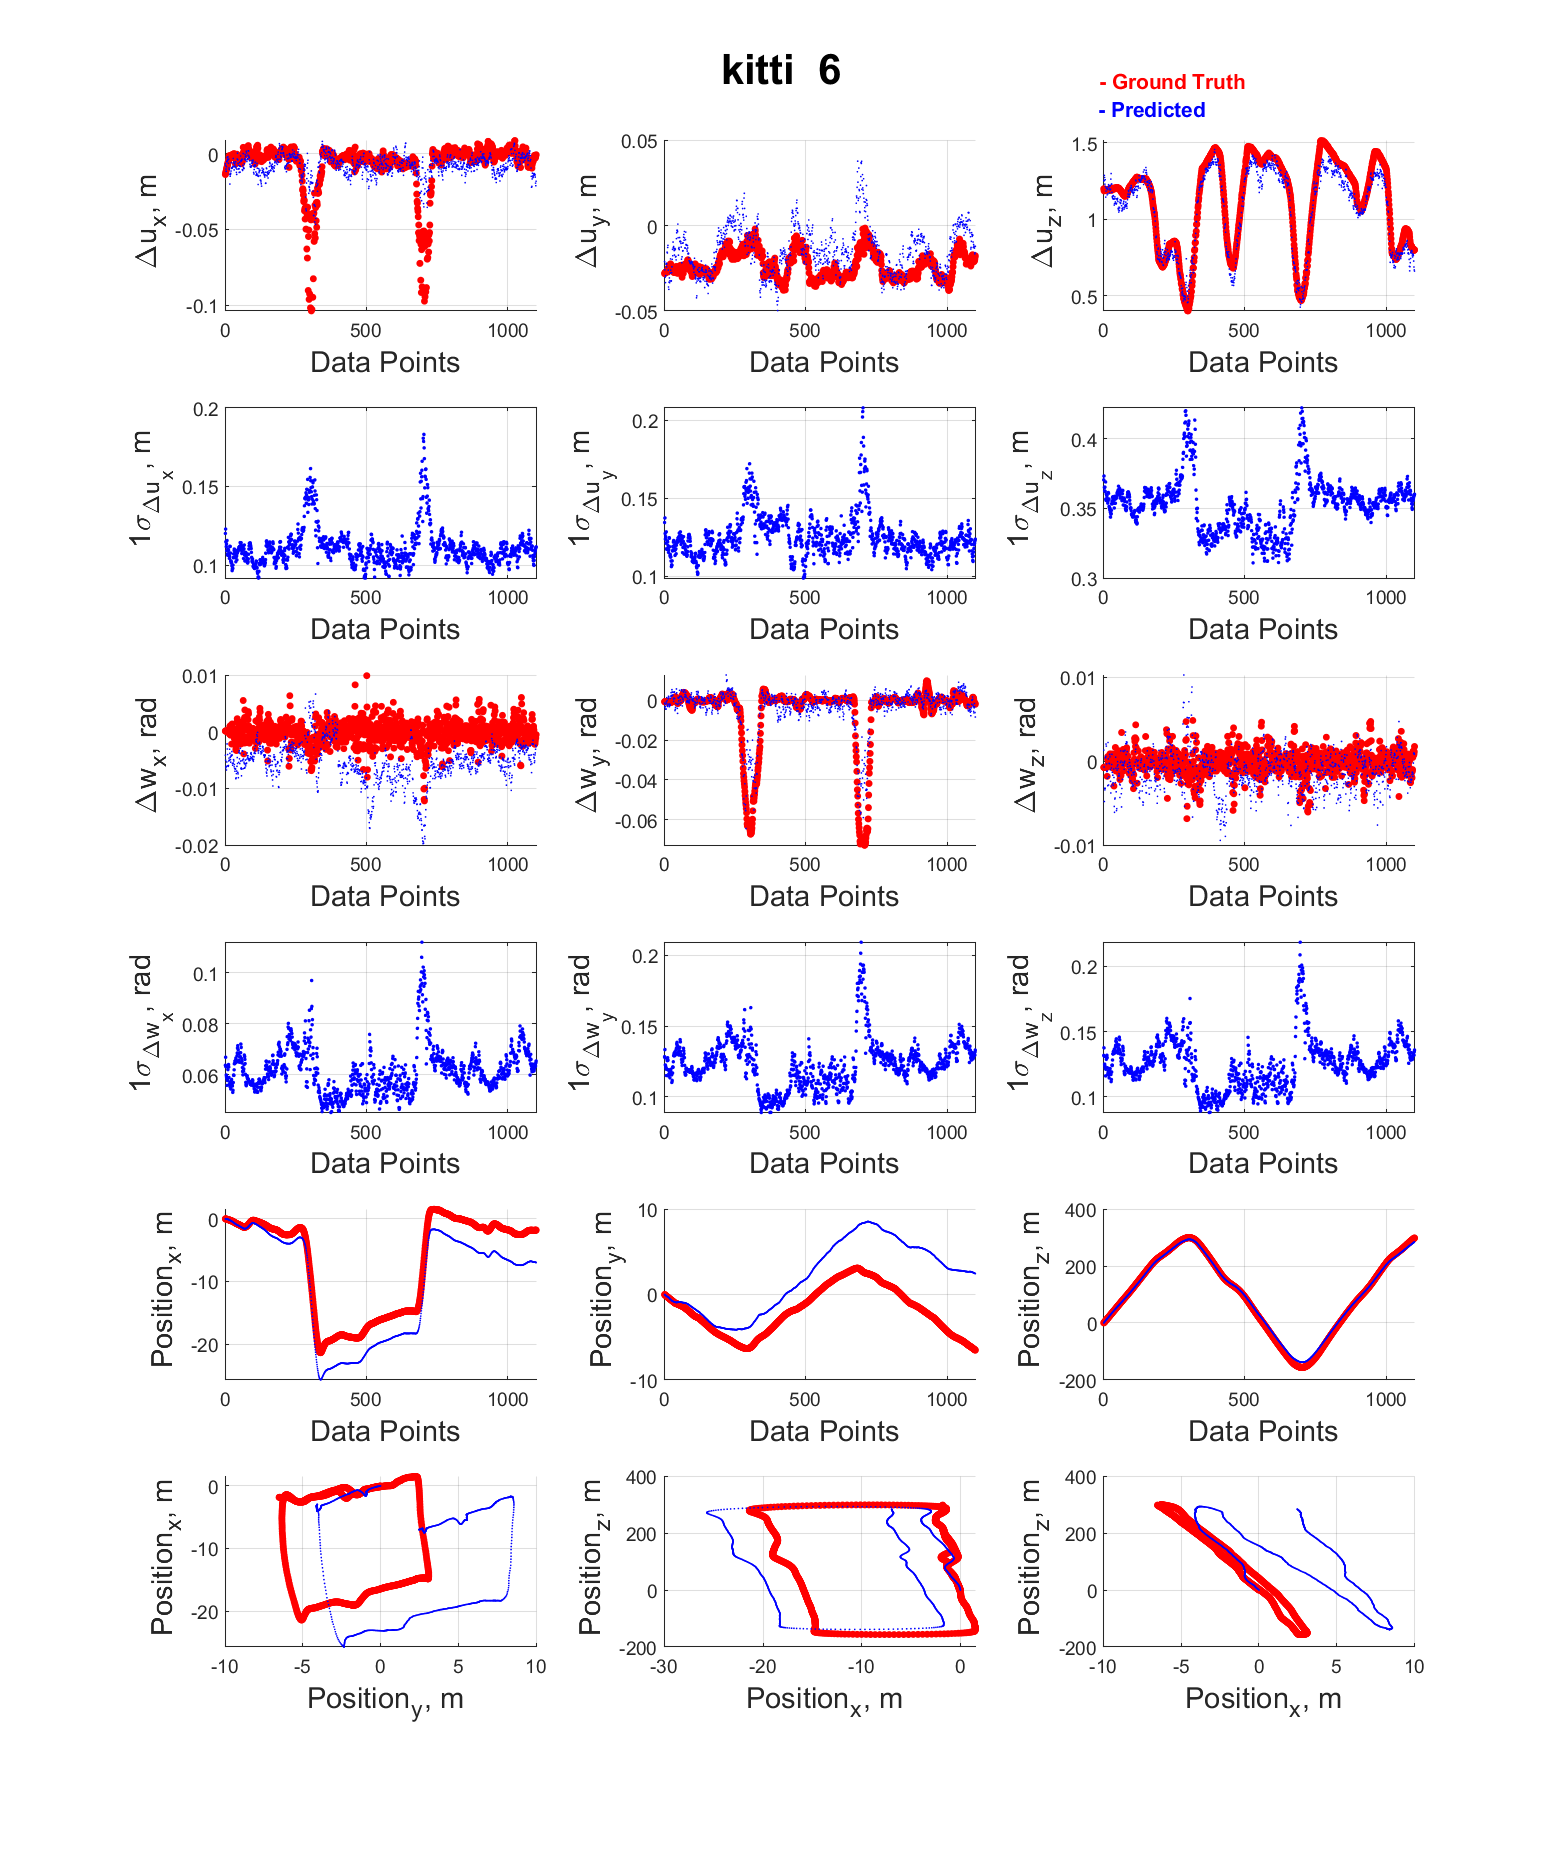 kitti 6
- Ground Truth
- Predicted
0
-0.05
-0.1
Δu_x, m
0 500 1000
Data Points
0.05
0
-0.05
Δu_y, m
0 500 1000
Data Points
1.5
1
0.5
Δu_z, m
0 500 1000
Data Points
0.2
0.15
0.1
1σ_Δu_x, m
0 500 1000
Data Points
0.2
0.15
0.1
1σ_Δu_y, m
0 500 1000
Data Points
0.4
0.35
0.3
1σ_Δu_z, m
0 500 1000
Data Points
0.01
0
-0.01
-0.02
Δw_x, rad
0 500 1000
Data Points
0
-0.02
-0.04
-0.06
Δw_y, rad
0 500 1000
Data Points
0.01
0
-0.01
Δw_z, rad
0 500 1000
Data Points
0.1
0.08
0.06
1σ_Δw_x, rad
0 500 1000
Data Points
0.2
0.15
0.1
1σ_Δw_y, rad
0 500 1000
Data Points
0.2
0.15
0.1
1σ_Δw_z, rad
0 500 1000
Data Points
0
-10
-20
Position_x, m
0 500 1000
Data Points
10
0
-10
Position_y, m
0 500 1000
Data Points
400
200
0
-200
Position_z, m
0 500 1000
Data Points
0
-10
-20
Position_x, m
-10 -5 0 5 10
Position_y, m
400
200
0
-200
Position_z, m
-30 -20 -10 0
Position_x, m
400
200
0
-200
Position_z, m
-10 -5 0 5 10
Position_x, m